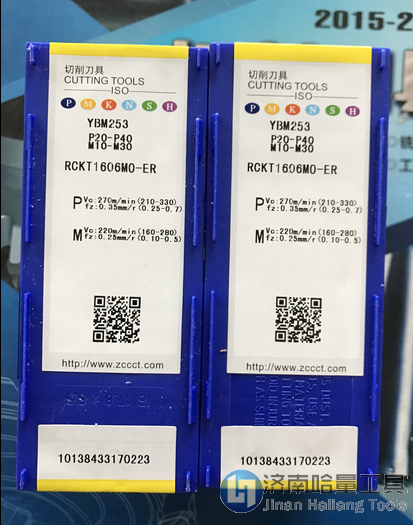 2015-2
切削刀具
CUTTING TOOLS
ISO
P M K N S H
YBM253
P20-P40
M10-M30
RCKT1606MO-ER
P Vc:270m/min(210-330)
fz:0.35mm/r(0.25-0.7)
M Vc:220m/min(160-280)
fz:0.25mm/r(0.10-0.5)
http://www.zccct.com
10138433170223
切削刀具
CUTTING TOOLS
ISO
P M K N S H
YBM253
P20-P40
M10-M30
RCKT1606MO-ER
P Vc:270m/min(210-330)
fz:0.35mm/r(0.25-0.7)
M Vc:220m/min(160-280)
fz:0.25mm/r(0.10-0.5)
http://www.zccct.com
10138433170223
济南哈量工具
Jinan Haliang Tools